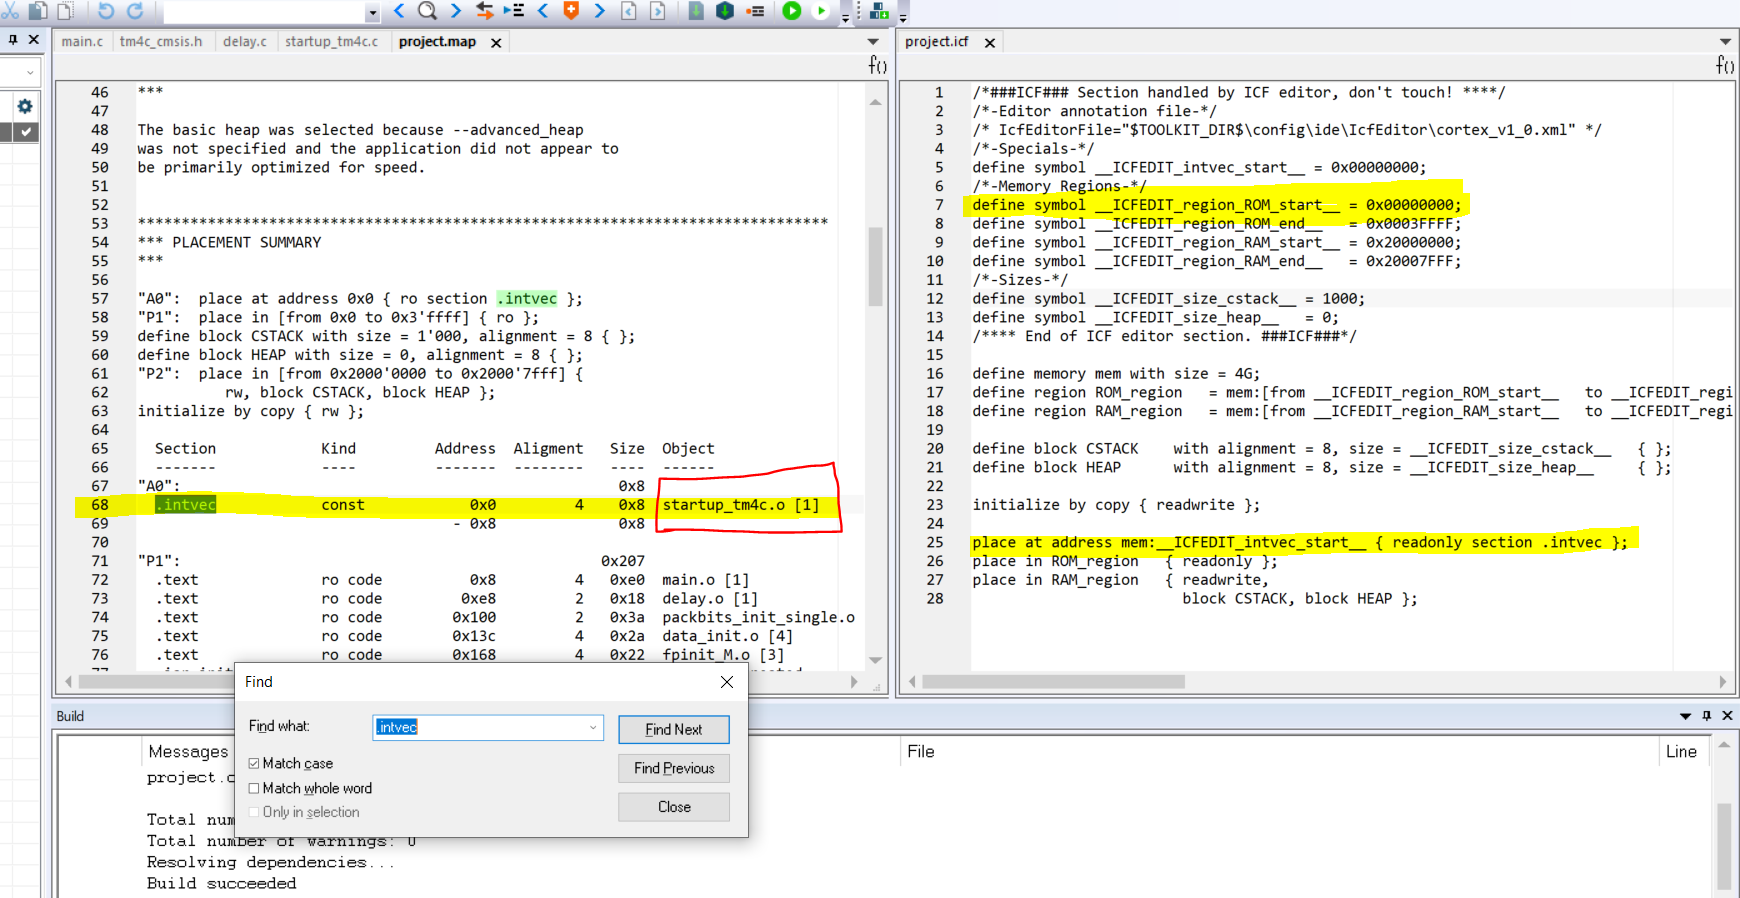 main.c tm4c_cmsis.h delay.c startup_tm4c.c project.map
f()
46 ***
47
48 The basic heap was selected because --advanced_heap
49 was not specified and the application did not appear to
50 be primarily optimized for speed.
51
52
53 *******************************************************************************
54 *** PLACEMENT SUMMARY
55 ***
56
57 "A0":  place at address 0x0 { ro section .intvec };
58 "P1":  place in [from 0x0 to 0x3'ffff] { ro };
59 define block CSTACK with size = 1'000, alignment = 8 { };
60 define block HEAP with size = 0, alignment = 8 { };
61 "P2":  place in [from 0x2000'0000 to 0x2000'7fff] {
62           rw, block CSTACK, block HEAP };
63 initialize by copy { rw };
64
65   Section            Kind         Address  Aligment  Size  Object
66   -------            ----         -------  --------  ----  ------
67 "A0":                                                 0x8
68   .intvec            const            0x0         4   0x8  startup_tm4c.o [1]
69                                   - 0x8               0x8
70
71 "P1":                                               0x207
72   .text              ro code          0x8         4  0xe0  main.o [1]
73   .text              ro code         0xe8         2  0x18  delay.o [1]
74   .text              ro code        0x100         2  0x3a  packbits_init_single.o
75   .text              ro code        0x13c         4  0x2a  data_init.o [4]
76   .text              ro code        0x168         4  0x22  fpinit_M.o [3]
project.icf
f()
1 /*###ICF### Section handled by ICF editor, don't touch! ****/
2 /*-Editor annotation file-*/
3 /* IcfEditorFile="$TOOLKIT_DIR$\config\ide\IcfEditor\cortex_v1_0.xml" */
4 /*-Specials-*/
5 define symbol __ICFEDIT_intvec_start__ = 0x00000000;
6 /*-Memory Regions-*/
7 define symbol __ICFEDIT_region_ROM_start__ = 0x00000000;
8 define symbol __ICFEDIT_region_ROM_end__   = 0x0003FFFF;
9 define symbol __ICFEDIT_region_RAM_start__ = 0x20000000;
10 define symbol __ICFEDIT_region_RAM_end__   = 0x20007FFF;
11 /*-Sizes-*/
12 define symbol __ICFEDIT_size_cstack__ = 1000;
13 define symbol __ICFEDIT_size_heap__   = 0;
14 /**** End of ICF editor section. ###ICF###*/
15
16 define memory mem with size = 4G;
17 define region ROM_region   = mem:[from __ICFEDIT_region_ROM_start__   to __ICFEDIT_regi
18 define region RAM_region   = mem:[from __ICFEDIT_region_RAM_start__   to __ICFEDIT_regi
19
20 define block CSTACK    with alignment = 8, size = __ICFEDIT_size_cstack__   { };
21 define block HEAP      with alignment = 8, size = __ICFEDIT_size_heap__     { };
22
23 initialize by copy { readwrite };
24
25 place at address mem:__ICFEDIT_intvec_start__ { readonly section .intvec };
26 place in ROM_region   { readonly };
27 place in RAM_region   { readwrite,
28                         block CSTACK, block HEAP };
Find
Find what: .intvec
Find Next
Match case
Find Previous
Match whole word
Only in selection
Close
Build
Messages File Line
project.
Total
Total number of warnings: 0
Resolving dependencies...
Build succeeded